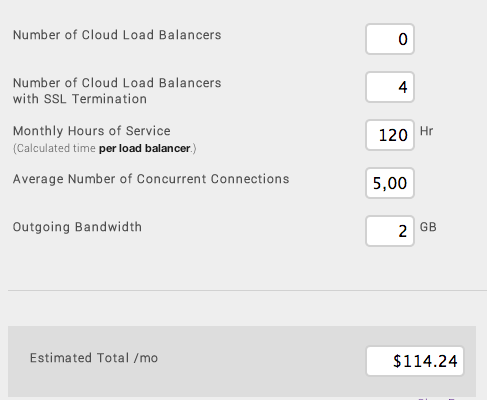 Number of Cloud Load Balancers 0
Number of Cloud Load Balancers
with SSL Termination 4
Monthly Hours of Service 120 Hr
(Calculated time per load balancer.)
Average Number of Concurrent Connections 5,00
Outgoing Bandwidth 2 GB
Estimated Total /mo $114.24